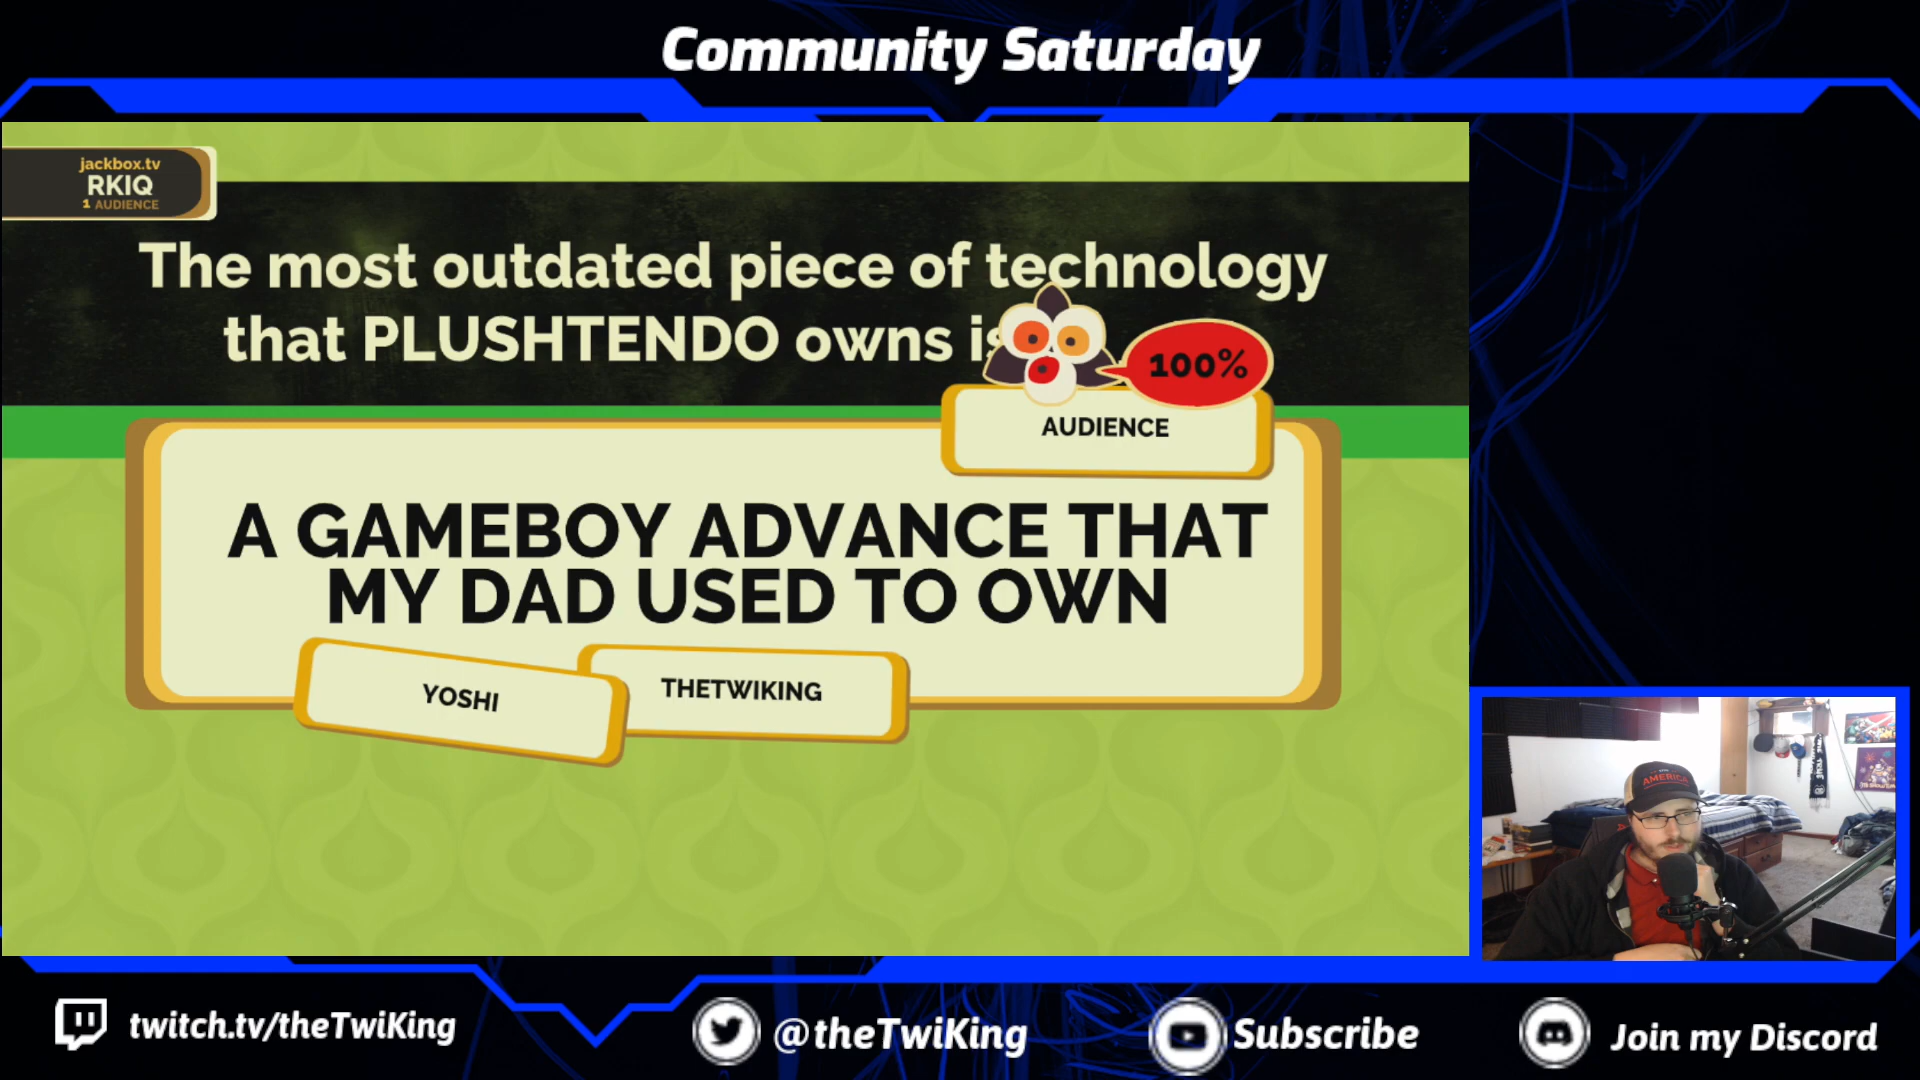 Community Saturday
jackbox.tv
RKIQ
1 AUDIENCE
The most outdated piece of technology
that PLUSHTENDO owns is
100%
AUDIENCE
A GAMEBOY ADVANCE THAT
MY DAD USED TO OWN
YOSHI
THETWIKING
AMERICA
twitch.tv/theTwiKing
@theTwiKing
Subscribe
Join my Discord